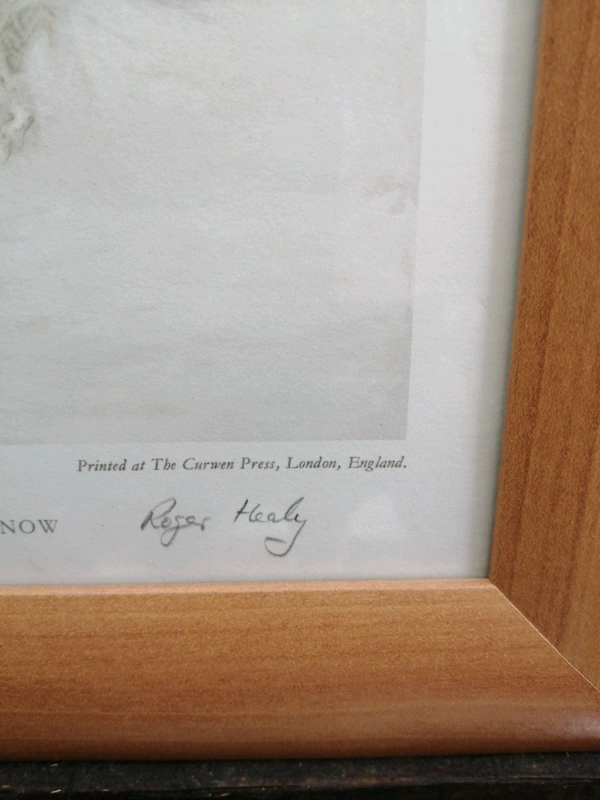 Printed at The Curwen Press, London, England.
NOW Roger Healy